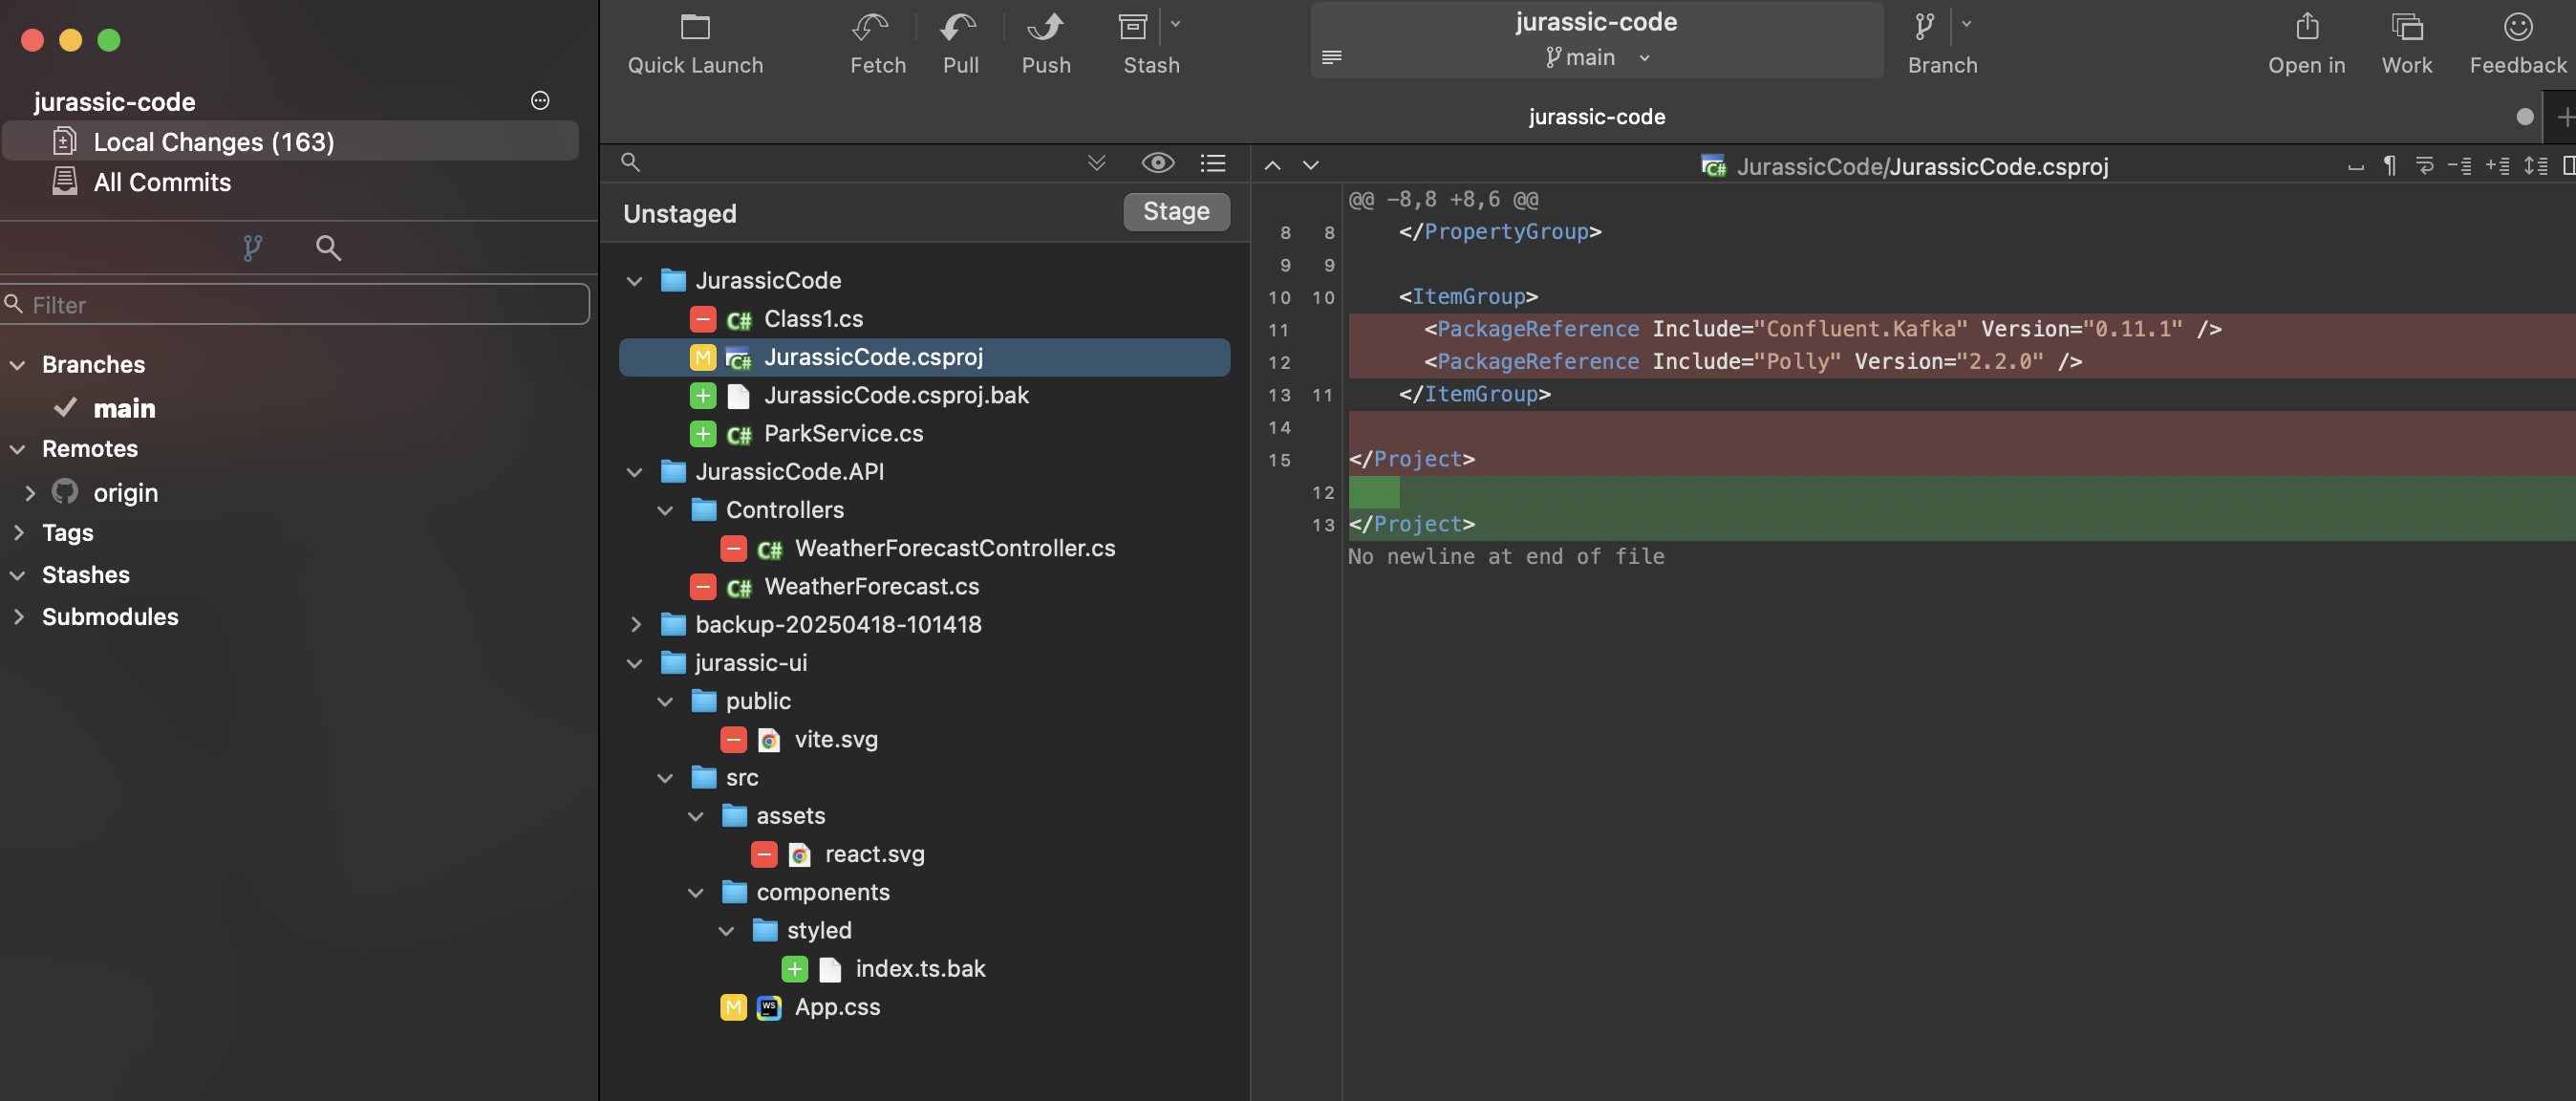 jurassic-code
Local Changes (163)
All Commits
Filter
Branches
main
Remotes
origin
Tags
Stashes
Submodules
Quick Launch
Fetch
Pull
Push
Stash
jurassic-code
main
Branch
Open in
Work
Feedback
jurassic-code
Unstaged
Stage
JurassicCode
Class1.cs
M JurassicCode.csproj
JurassicCode.csproj.bak
ParkService.cs
JurassicCode.API
Controllers
WeatherForecastController.cs
WeatherForecast.cs
backup-20250418-101418
jurassic-ui
public
vite.svg
src
assets
react.svg
components
styled
index.ts.bak
M WS App.css
JurassicCode/JurassicCode.csproj
@@ -8,8 +8,6 @@
8 8 </PropertyGroup>
9 9
10 10 <ItemGroup>
11 <PackageReference Include="Confluent.Kafka" Version="0.11.1" />
12 <PackageReference Include="Polly" Version="2.2.0" />
13 11 </ItemGroup>
14
15 </Project>
12
13 </Project>
No newline at end of file